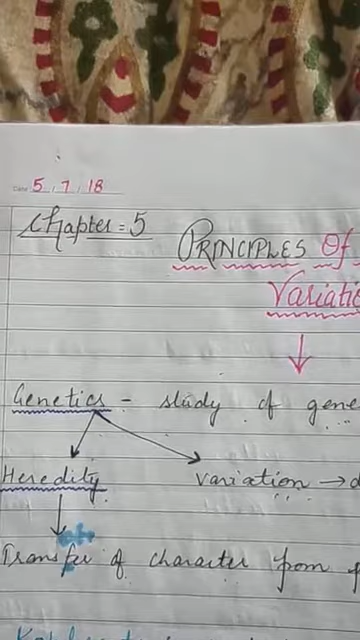 Date 5 / 7 / 18
Chapter = 5
PRINCIPLES Of
Variatio
Genetics - study of gene
Heredity variation → d
Transfer of character from